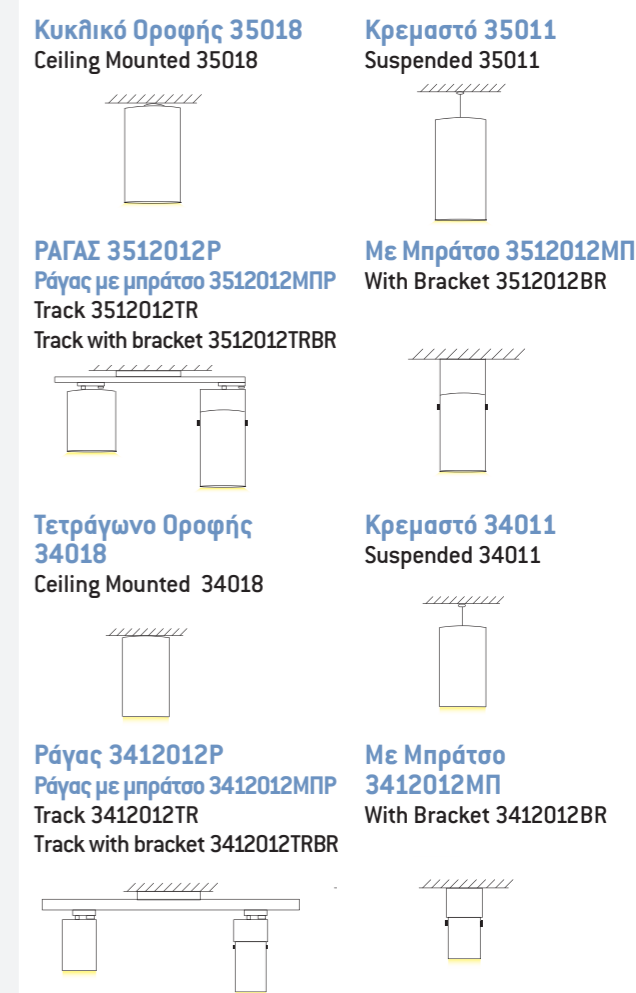 Κυκλικό Οροφής 35018
Ceiling Mounted 35018
Κρεμαστό 35011
Suspended 35011
ΡΑΓΑΣ 3512012Ρ
Ράγας με μπράτσο 3512012ΜΠΡ
Track 3512012TR
Track with bracket 3512012TRBR
Με Μπράτσο 3512012ΜΠ
With Bracket 3512012BR
Τετράγωνο Οροφής
34018
Ceiling Mounted 34018
Κρεμαστό 34011
Suspended 34011
Ράγας 3412012Ρ
Ράγας με μπράτσο 3412012ΜΠΡ
Track 3412012TR
Track with bracket 3412012TRBR
Με Μπράτσο
3412012ΜΠ
With Bracket 3412012BR